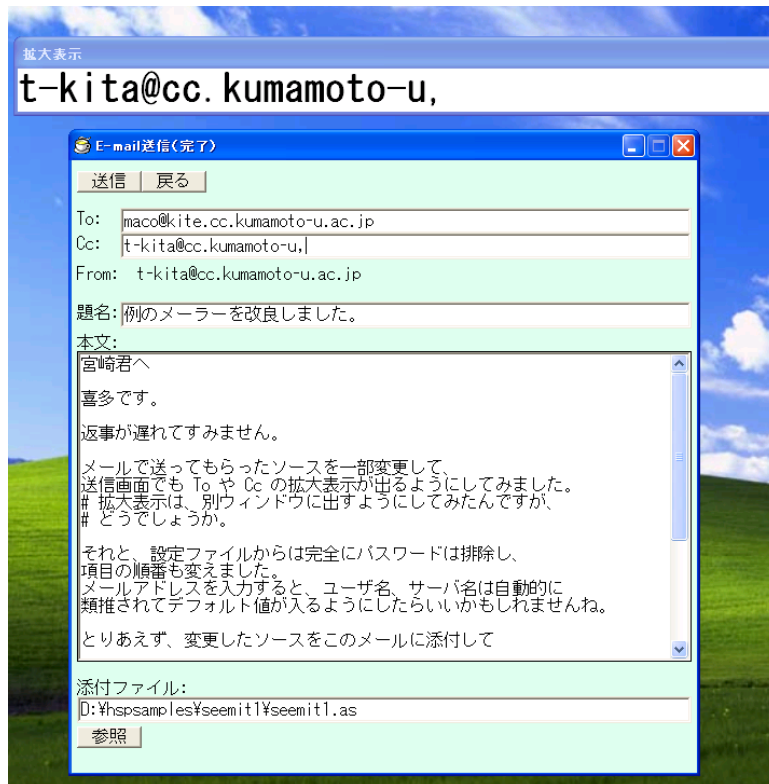 拡大表示
t-kita@cc.kumamoto-u,
E-mail送信(完了)
送信 戻る
To: maco@kite.cc.kumamoto-u.ac.jp
Cc: t-kita@cc.kumamoto-u,
From: t-kita@cc.kumamoto-u.ac.jp
題名: 例のメーラーを改良しました。
本文:
宮崎君へ
喜多です。
返事が遅れてすみません。
メールで送ってもらったソースを一部変更して、
送信画面でも To や Cc の拡大表示が出るようにしてみました。
# 拡大表示は、別ウィンドウに出すようにしてみたんですが、
# どうでしょうか。
それと、設定ファイルからは完全にパスワードは排除し、
項目の順番も変えました。
メールアドレスを入力すると、ユーザ名、サーバ名は自動的に
類推されてデフォルト値が入るようにしたらいいかもしれませんね。
とりあえず、変更したソースをこのメールに添付して
添付ファイル:
D:¥hspsamples¥seemit1¥seemit1.as
参照